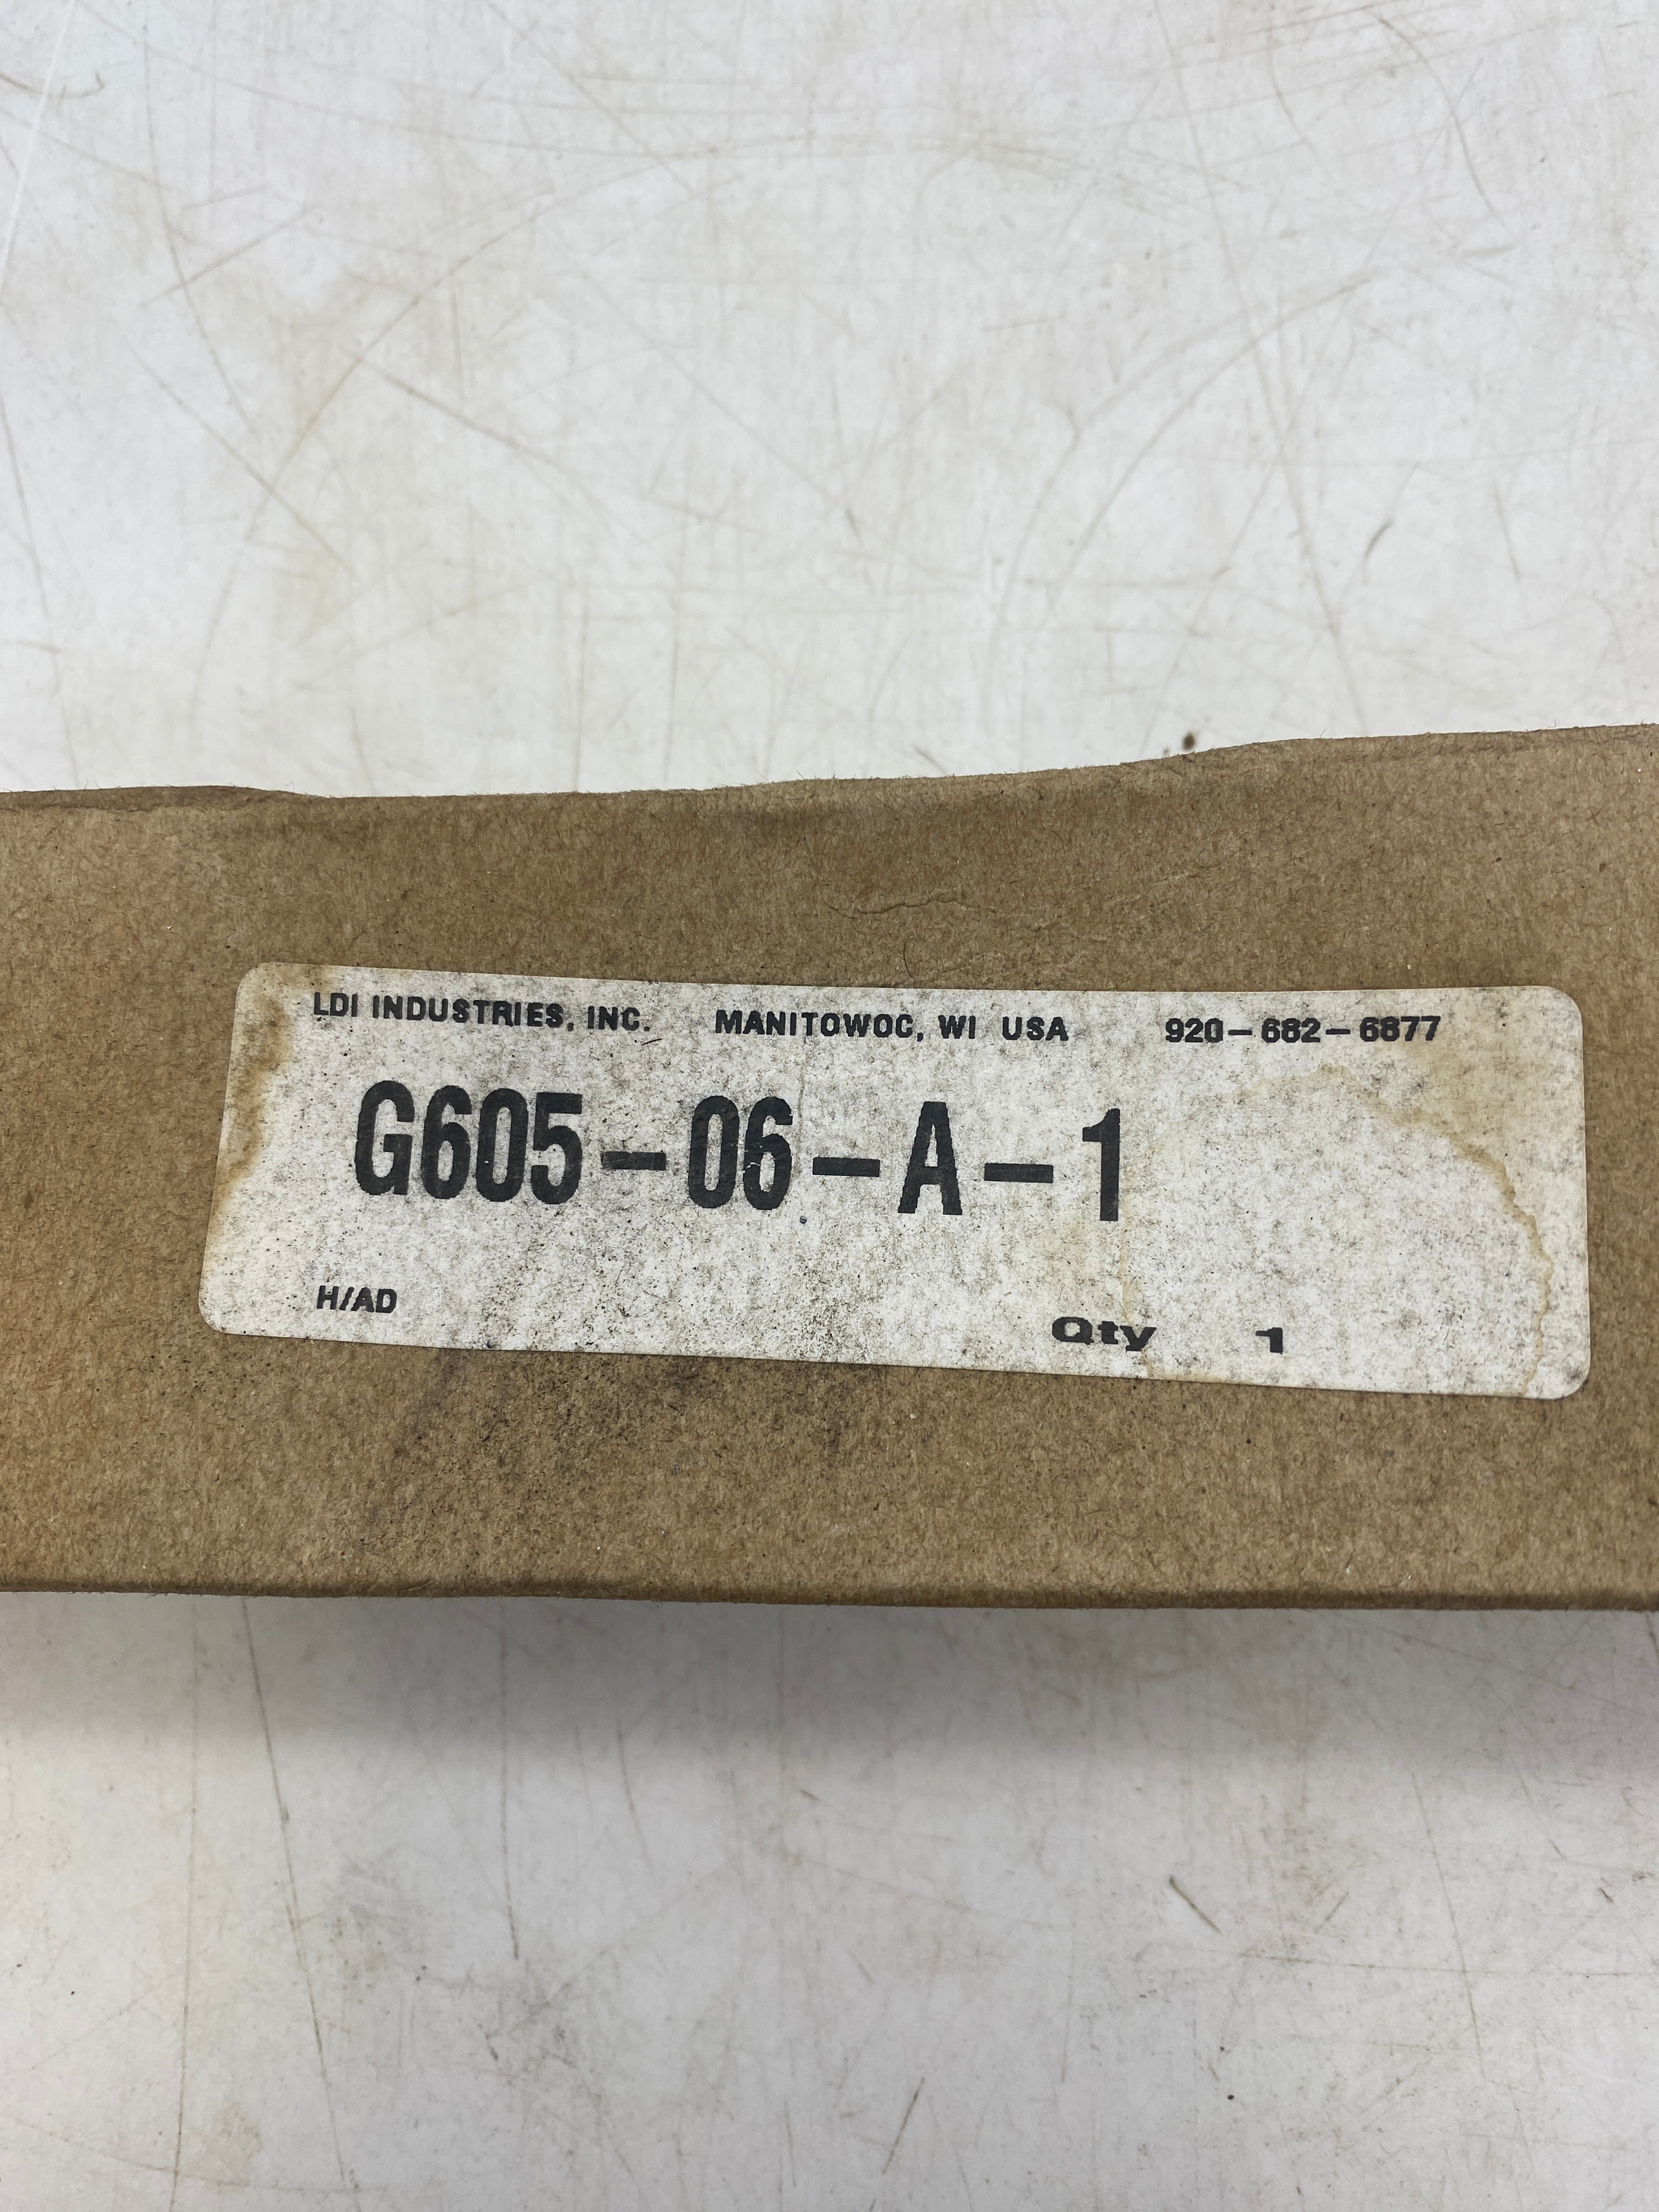 LDI INDUSTRIES, INC. MANITOWOC, WI USA 920-682-6877
G605-06-A-1
H/AD
Qty 1